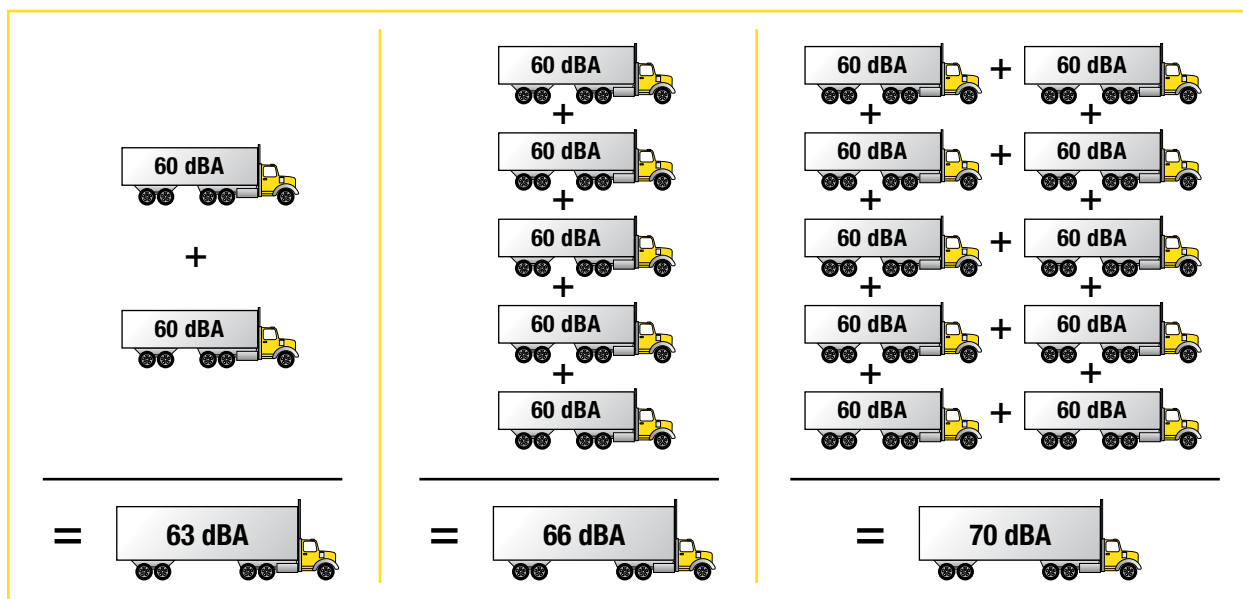 60 dBA
+
60 dBA
= 63 dBA
60 dBA
+
60 dBA
+
60 dBA
+
60 dBA
+
60 dBA
= 66 dBA
60 dBA + 60 dBA
+ +
60 dBA + 60 dBA
+ +
60 dBA + 60 dBA
+ +
60 dBA + 60 dBA
+ +
60 dBA + 60 dBA
= 70 dBA